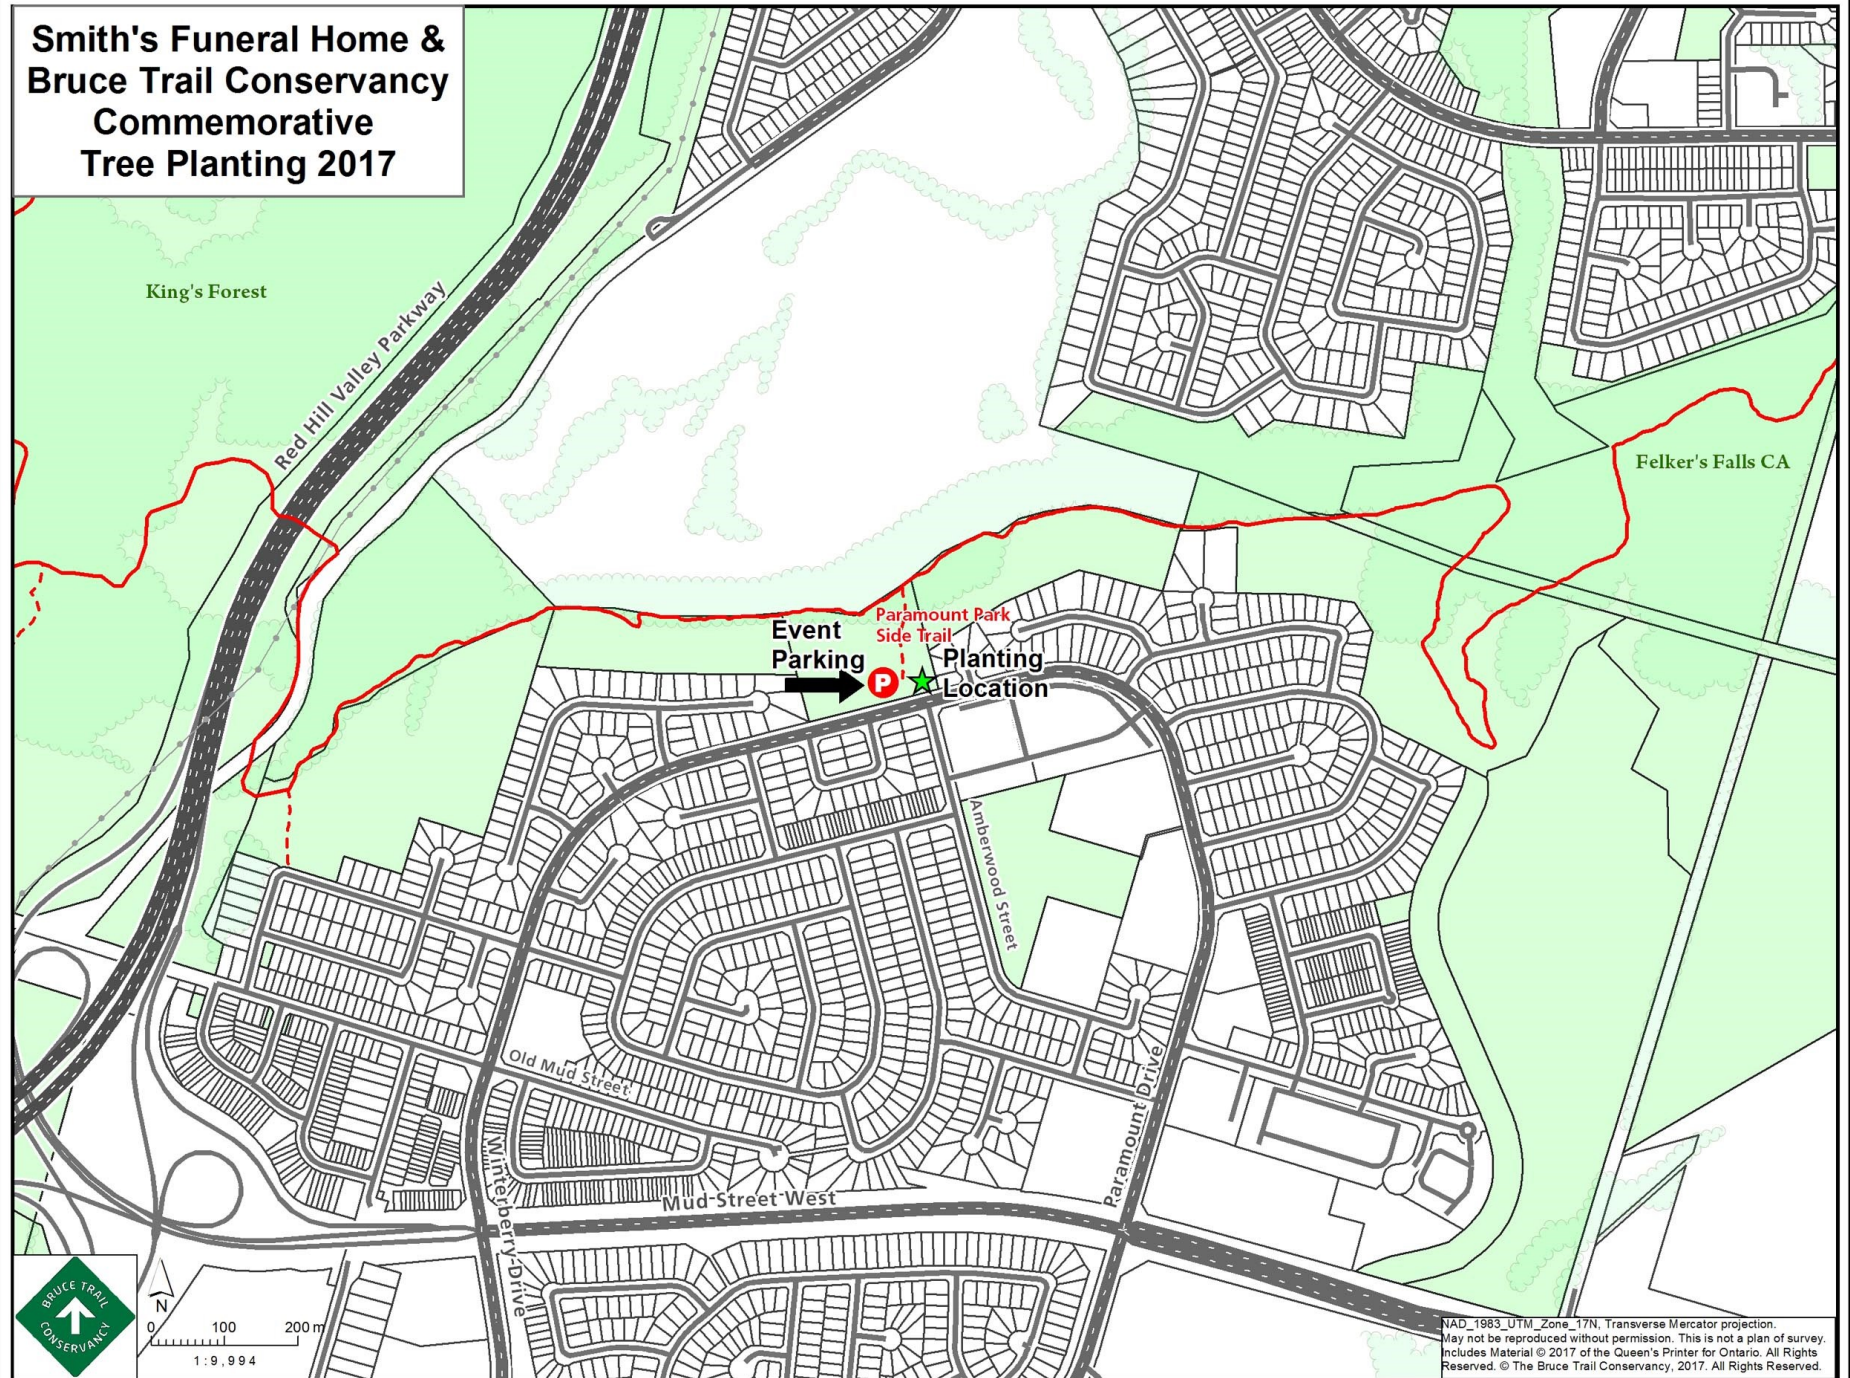 Smith's Funeral Home &
Bruce Trail Conservancy
Commemorative
Tree Planting 2017
King's Forest
Red Hill Valley Parkway
Felker's Falls CA
Paramount Park
Side Trail
Event
Parking
P
Planting
Location
Amberwood Street
Old Mud Street
Paramount Drive
Winterberry Drive
Mud Street West
BRUCE TRAIL
CONSERVANCY
N
0 100 200 m
1:9,994
NAD_1983_UTM_Zone_17N, Transverse Mercator projection.
May not be reproduced without permission. This is not a plan of survey.
Includes Material © 2017 of the Queen's Printer for Ontario. All Rights
Reserved. © The Bruce Trail Conservancy, 2017. All Rights Reserved.